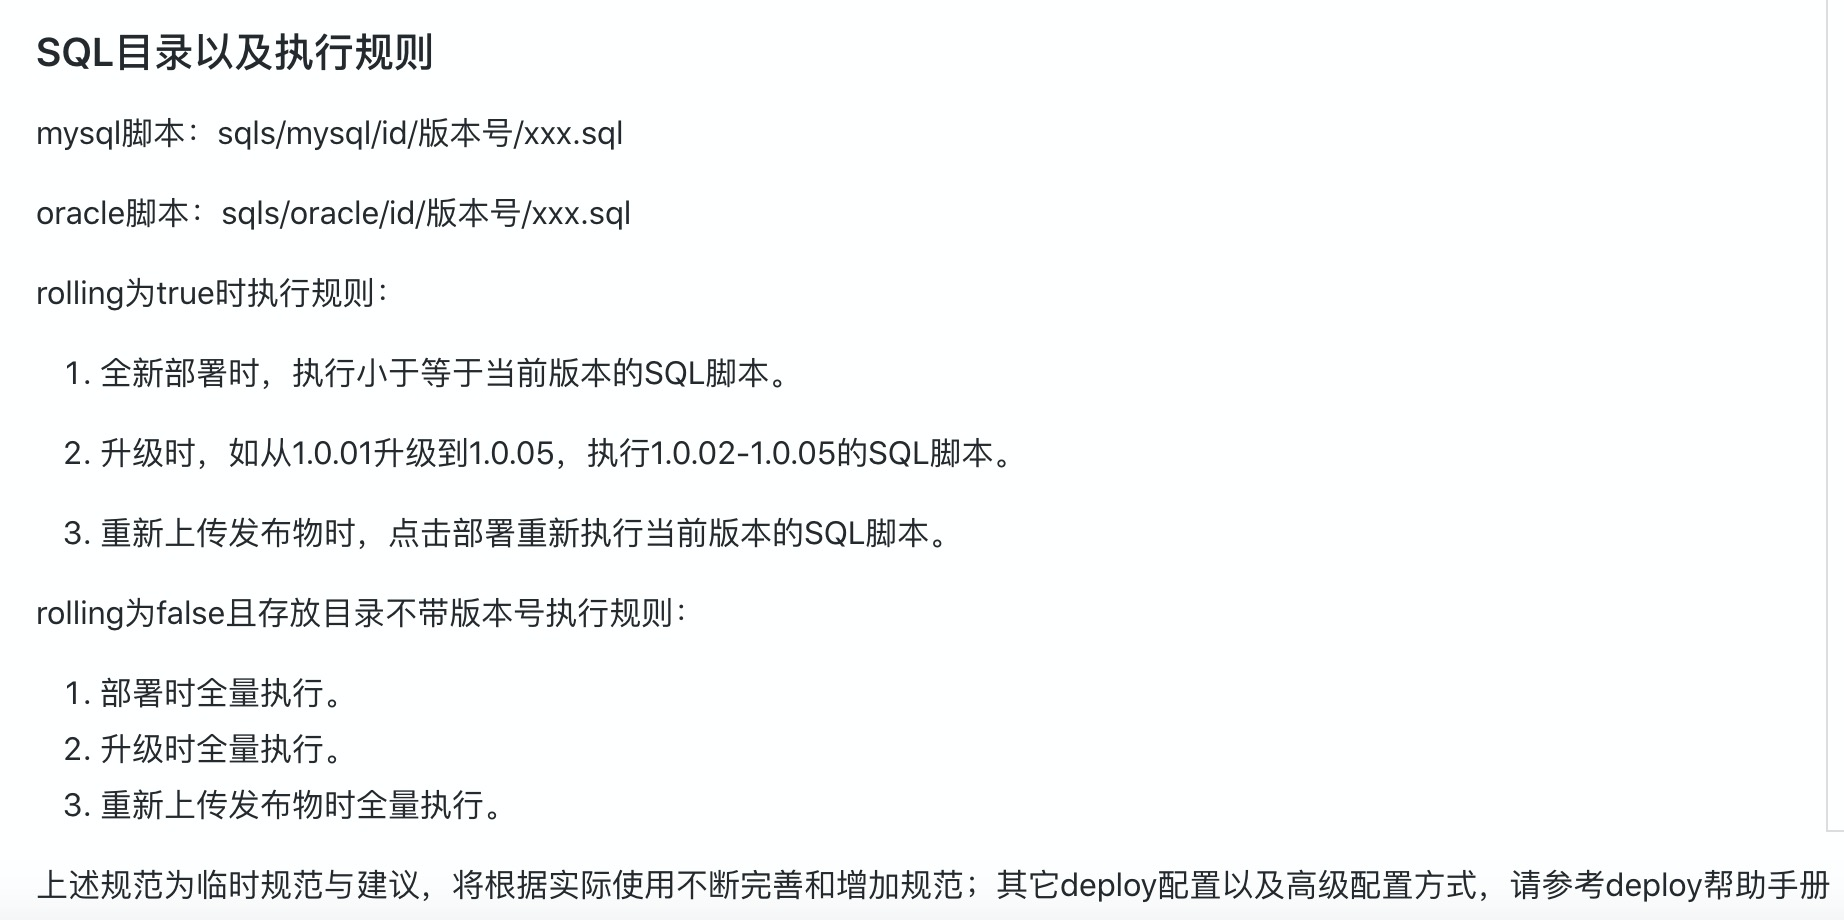 SQL目录以及执行规则
mysql脚本：sqls/mysql/id/版本号/xxx.sql
oracle脚本：sqls/oracle/id/版本号/xxx.sql
rolling为true时执行规则：
1. 全新部署时，执行小于等于当前版本的SQL脚本。
2. 升级时，如从1.0.01升级到1.0.05，执行1.0.02-1.0.05的SQL脚本。
3. 重新上传发布物时，点击部署重新执行当前版本的SQL脚本。
rolling为false且存放目录不带版本号执行规则：
1. 部署时全量执行。
2. 升级时全量执行。
3. 重新上传发布物时全量执行。
上述规范为临时规范与建议，将根据实际使用不断完善和增加规范；其它deploy配置以及高级配置方式，请参考deploy帮助手册